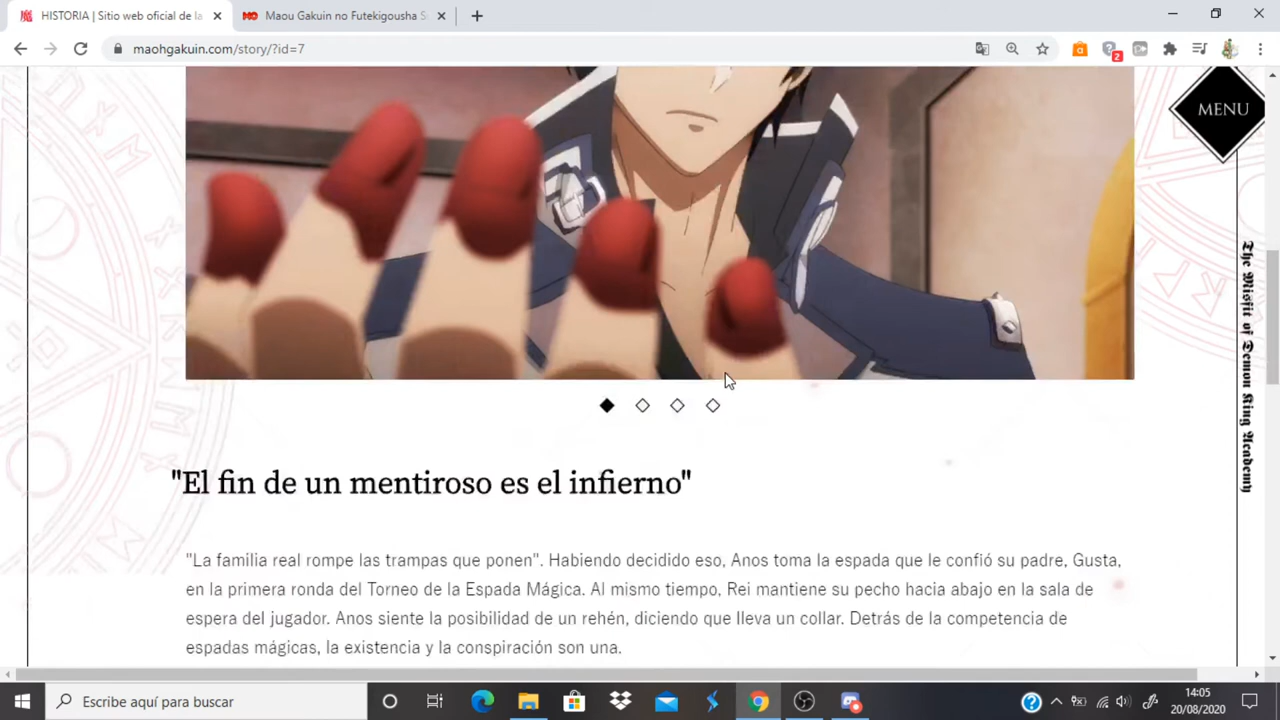 HISTORIA | Sitio web oficial de la
Maou Gakuin no Futekigousha S
maohgakuin.com/story/?id=7
2
MENU
The Misfit of Demon King Academy
"El fin de un mentiroso es el infierno"
"La familia real rompe las trampas que ponen". Habiendo decidido eso, Anos toma la espada que le confió su padre, Gusta,
en la primera ronda del Torneo de la Espada Mágica. Al mismo tiempo, Rei mantiene su pecho hacia abajo en la sala de
espera del jugador. Anos siente la posibilidad de un rehén, diciendo que lleva un collar. Detrás de la competencia de
espadas mágicas, la existencia y la conspiración son una.
Escribe aquí para buscar
14:05
20/08/2020